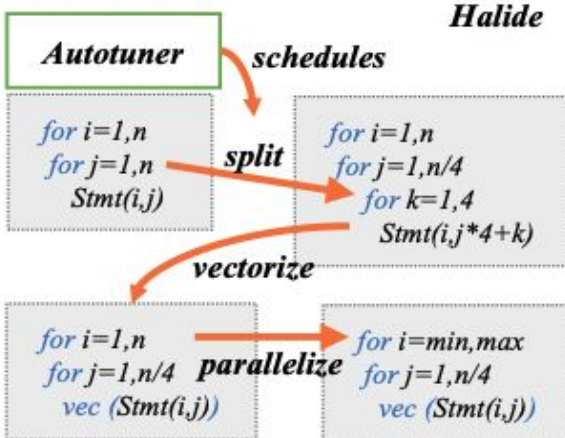 Halide
Autotuner
schedules
for i=1,n
for j=1,n
Stmt(i,j)
split
for i=1,n
for j=1,n/4
for k=1,4
Stmt(i,j*4+k)
vectorize
for i=1,n
for j=1,n/4
vec (Stmt(i,j))
parallelize
for i=min,max
for j=1,n/4
vec (Stmt(i,j))